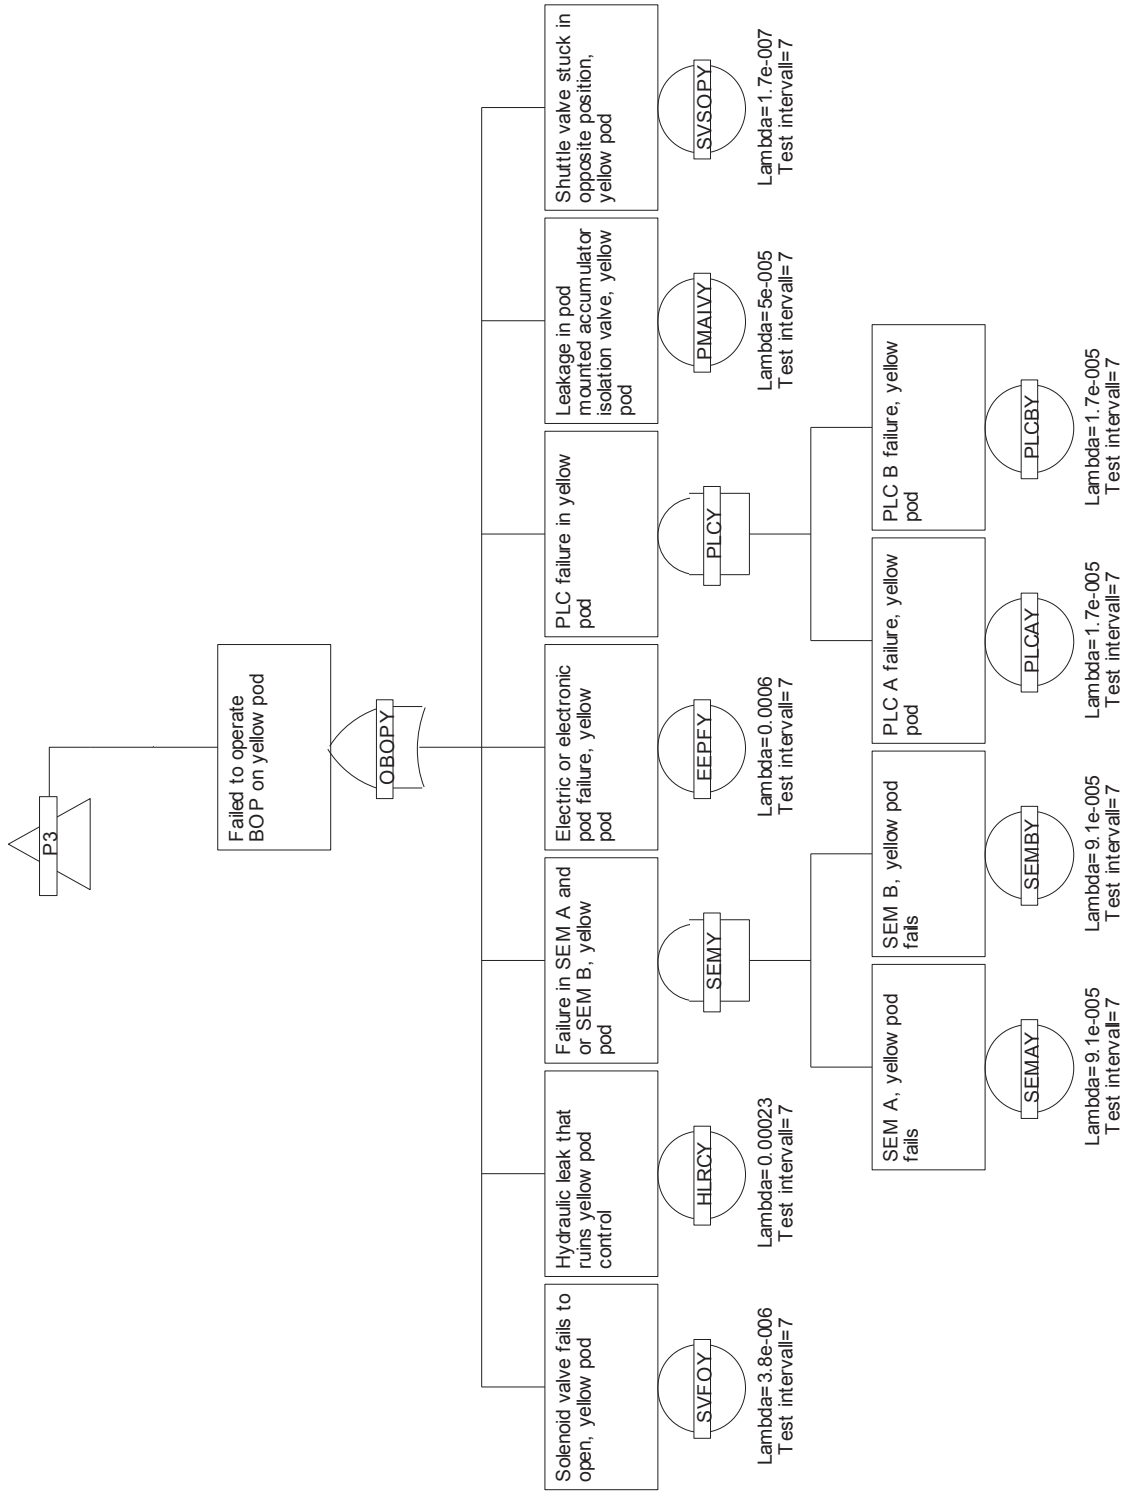 P3
Failed to operate
BOP on yellow pod
OBOPY
Solenoid valve fails to
open, yellow pod
SVFOY
Lambda=3.8e-006
Test intervall=7
Hydraulic leak that
ruins yellow pod
control
HLRCY
Lambda=0.00023
Test intervall=7
Failure in SEM A and
or SEM B, yellow
pod
SEMY
Electric or electronic
pod failure, yellow
pod
EEPFY
Lambda=0.0006
Test intervall=7
PLC failure in yellow
pod
PLCY
Leakage in pod
mounted accumulator
isolation valve, yellow
pod
PMAIVY
Lambda=5e-005
Test intervall=7
Shuttle valve stuck in
opposite position,
yellow pod
SVSOPY
Lambda=1.7e-007
Test intervall=7
SEM A, yellow pod
fails
SEMAY
Lambda=9.1e-005
Test intervall=7
SEM B, yellow pod
fails
SEMBY
Lambda=9.1e-005
Test intervall=7
PLC A failure, yellow
pod
PLCAY
Lambda=1.7e-005
Test intervall=7
PLC B failure, yellow
pod
PLCBY
Lambda=1.7e-005
Test intervall=7